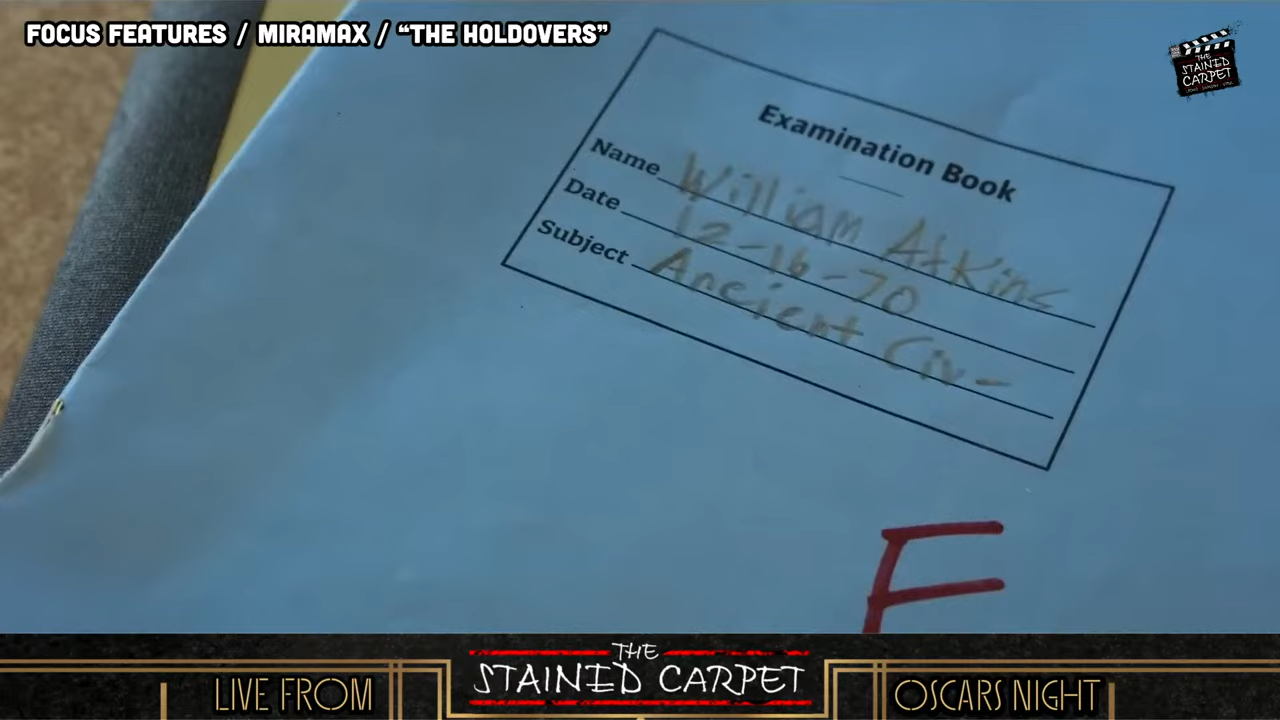 FOCUS FEATURES / MIRAMAX / “THE HOLDOVERS”
THE
STAINED
CARPET
Examination Book
Name William Atkins
Date 12-16-70
Subject Ancient Civ-
F
LIVE FROM
THE
STAINED CARPET
OSCARS NIGHT